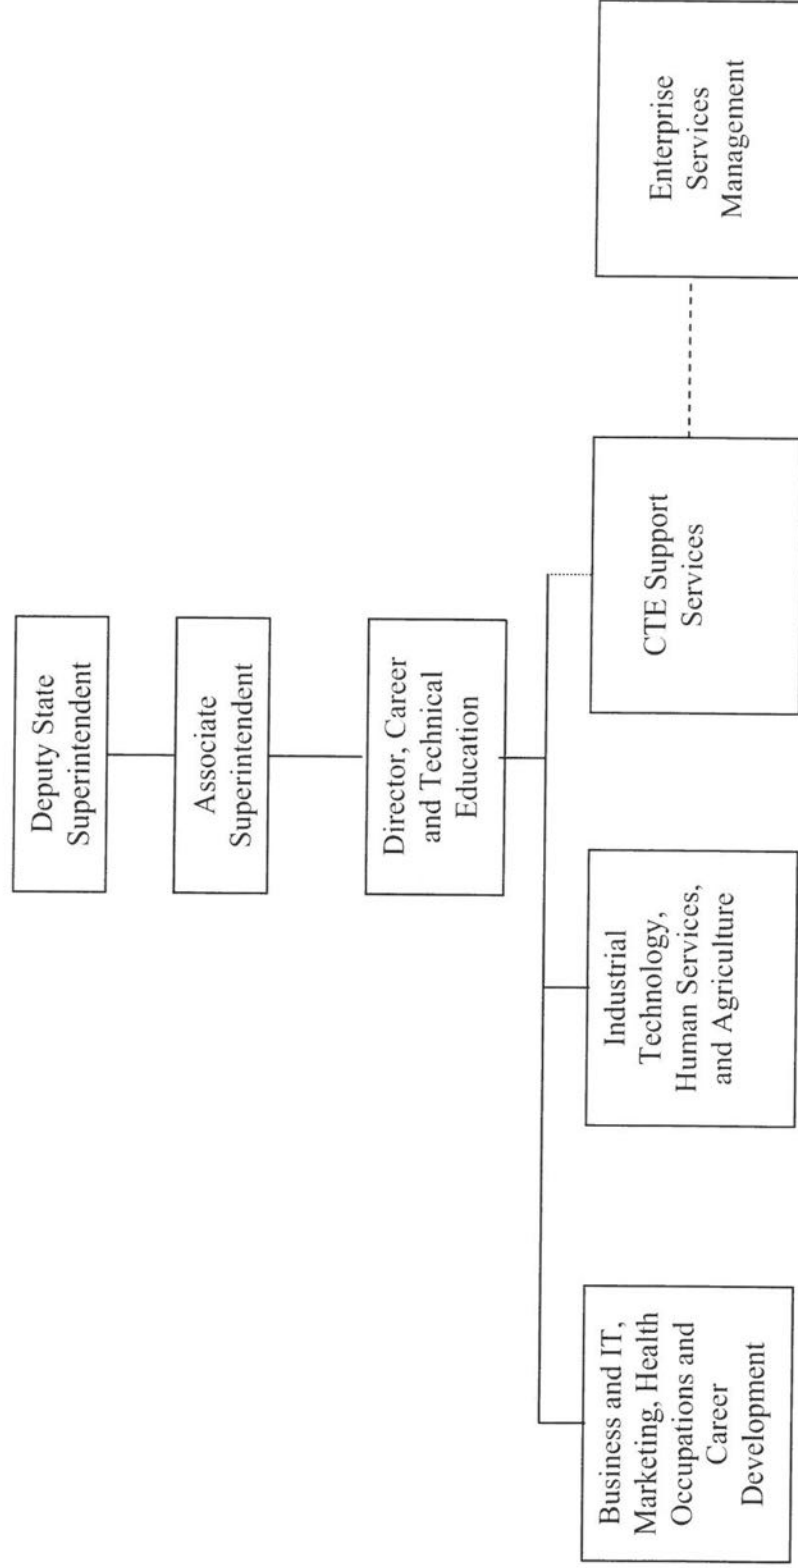 Deputy State
Superintendent
Associate
Superintendent
Director, Career
and Technical
Education
Business and IT,
Marketing, Health
Occupations and
Career
Development
Industrial
Technology,
Human Services,
and Agriculture
CTE Support
Services
Enterprise
Services
Management